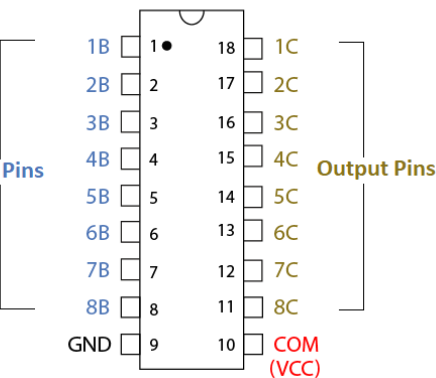 1B 1 18 1C
2B 2 17 2C
3B 3 16 3C
4B 4 15 4C
Pins Output Pins
5B 5 14 5C
6B 6 13 6C
7B 7 12 7C
8B 8 11 8C
GND 9 10 COM
(VCC)